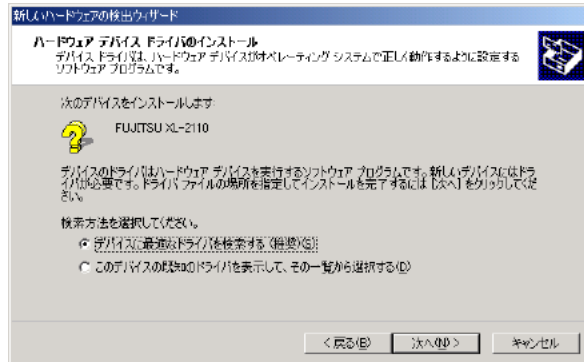 新しいハードウェアの検出ウィザード
ハードウェア デバイス ドライバのインストール
デバイス ドライバは、ハードウェア デバイスがオペレーティング システムで正しく動作するように設定する
ソフトウェア プログラムです。
次のデバイスをインストールします:
FUJITSU XL-2110
デバイスのドライバはハードウェア デバイスを実行するソフトウェア プログラムです。新しいデバイスにはドラ
イバが必要です。ドライバ ファイルの場所を指定してインストールを完了するには [次へ] をクリックしてくだ
さい。
検索方法を選択してください。
デバイスに最適なドライバを検索する (推奨)(S)
このデバイスの既知のドライバを表示して、その一覧から選択する(D)
< 戻る(B) 次へ(N) > キャンセル